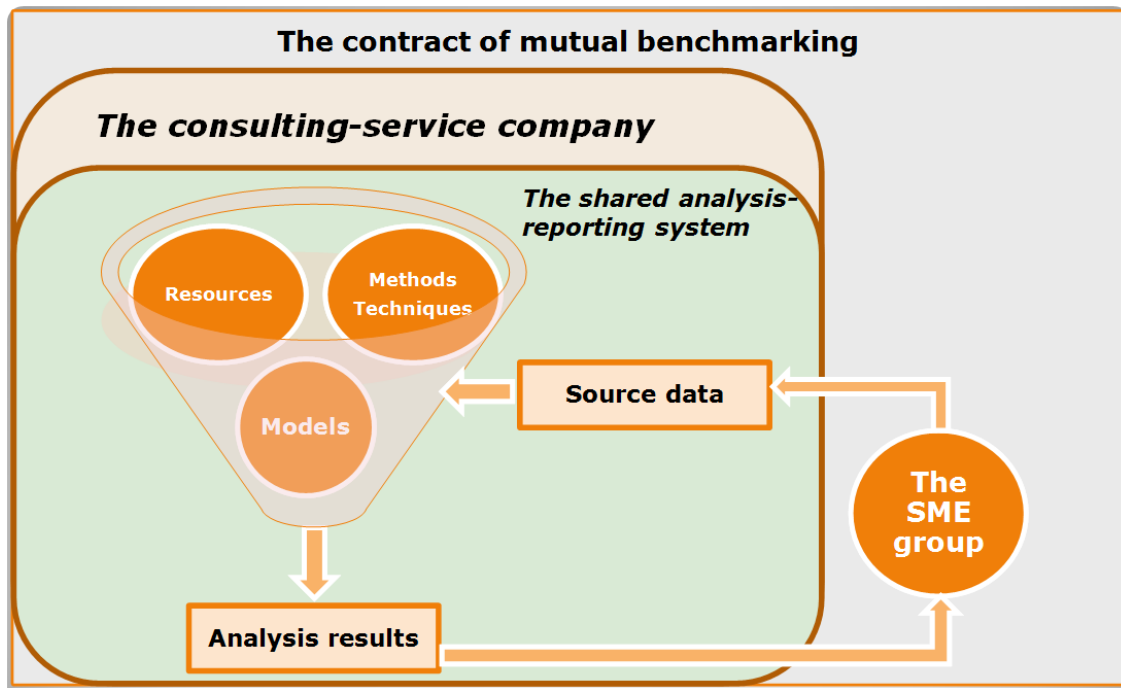 The contract of mutual benchmarking
The consulting-service company
The shared analysis-
reporting system
Resources
Methods
Techniques
Models
Source data
The
SME
group
Analysis results